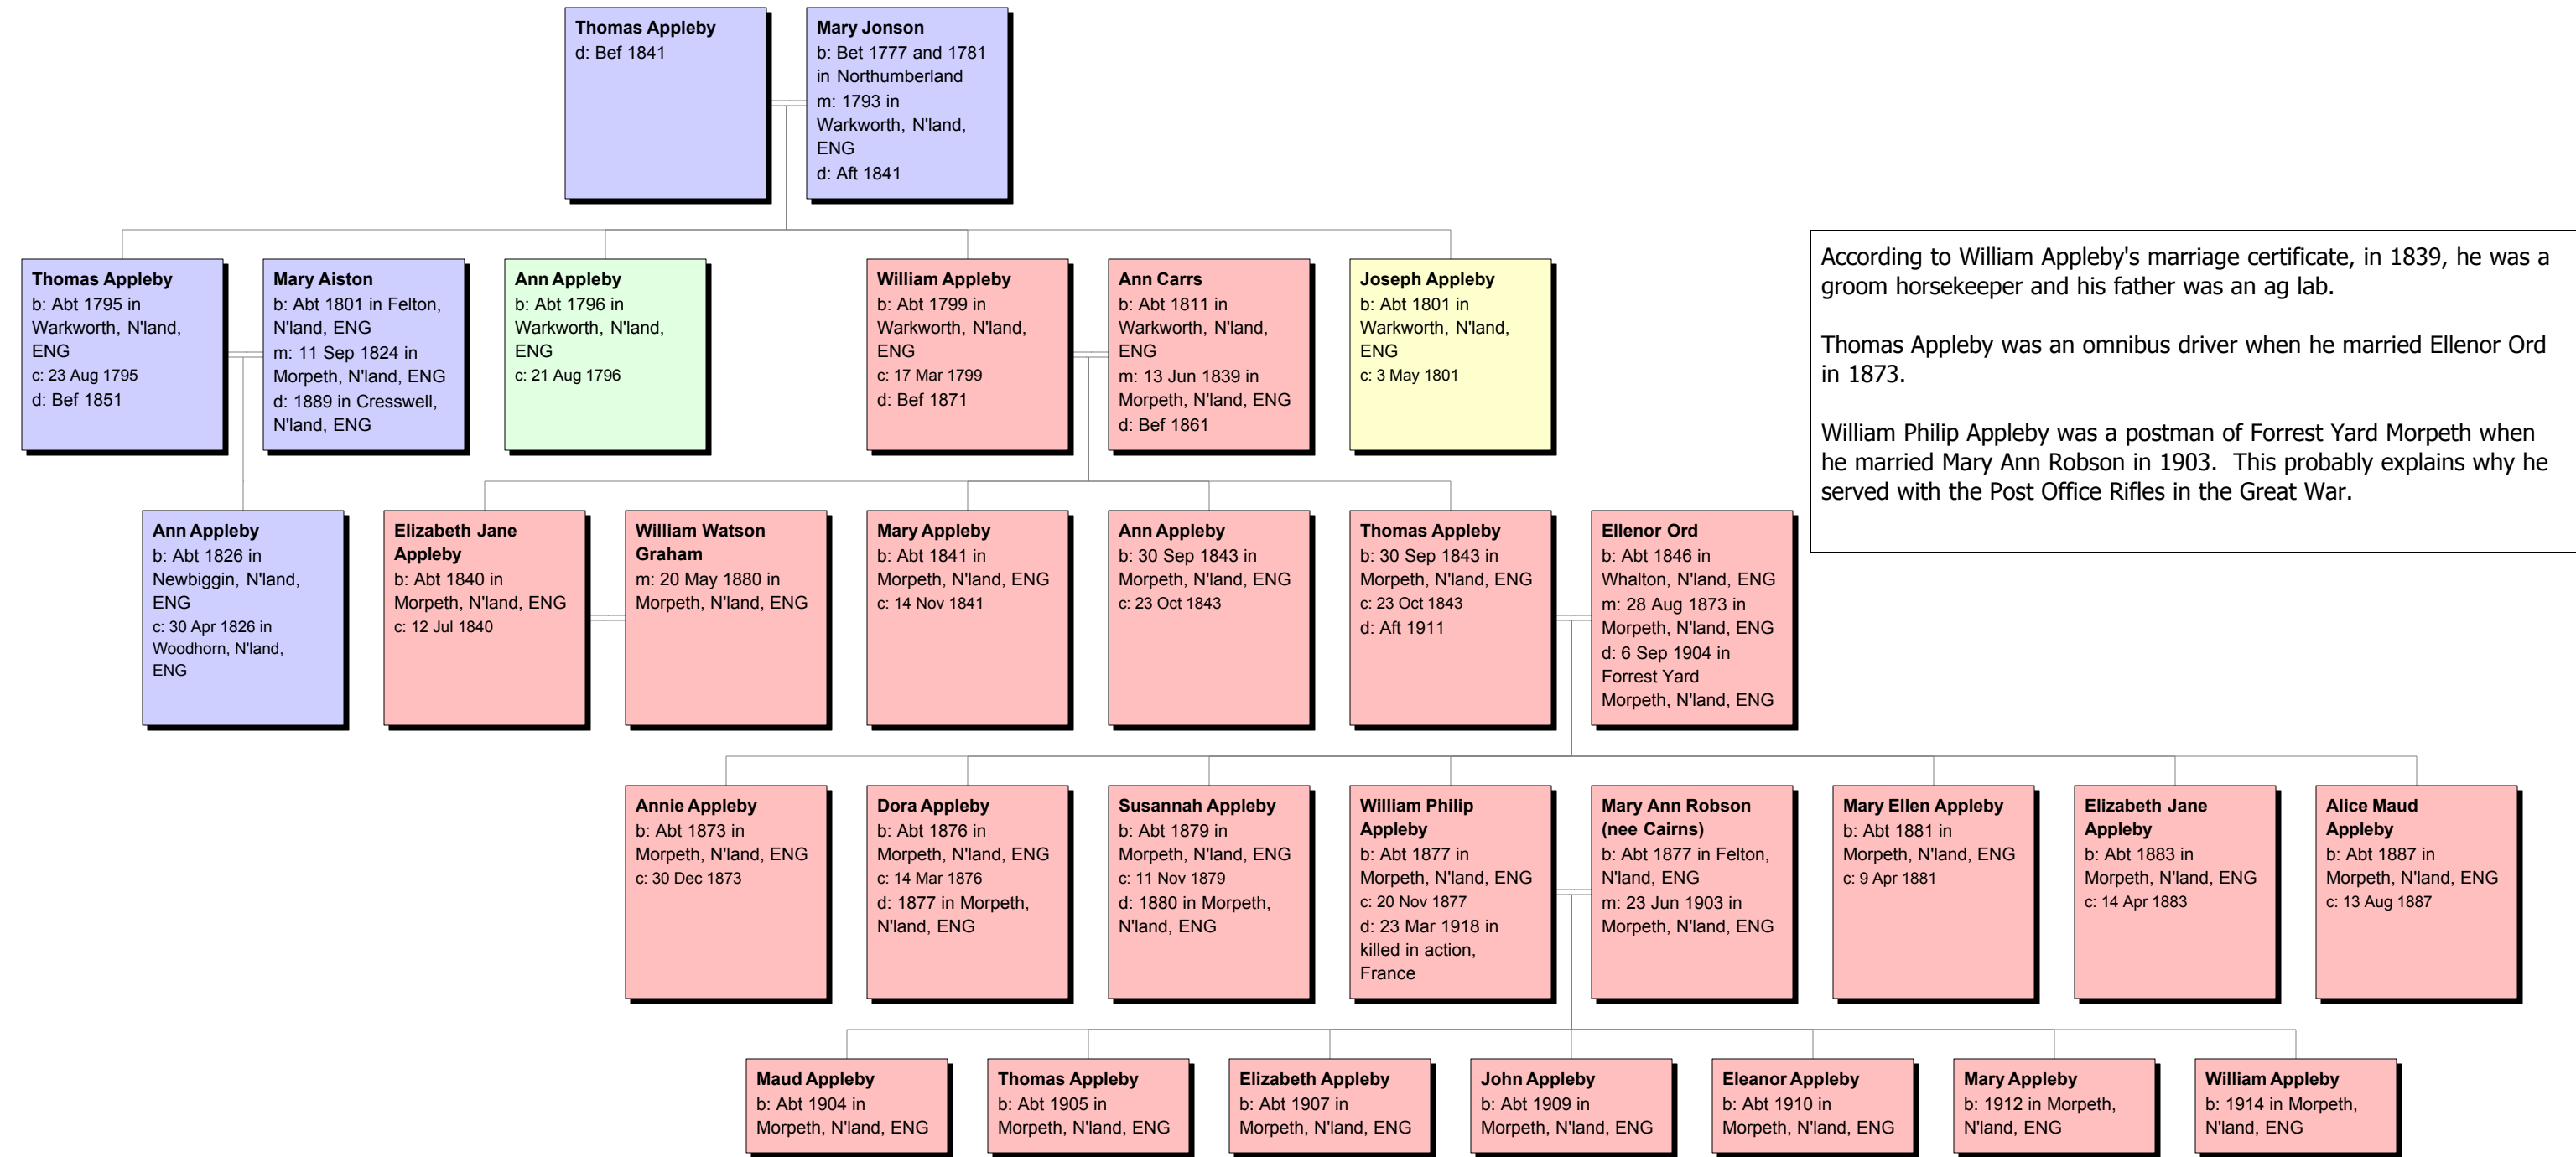 Thomas Appleby
d: Bef 1841
Mary Jonson
b: Bet 1777 and 1781
in Northumberland
m: 1793 in
Warkworth, N'land,
ENG
d: Aft 1841
Thomas Appleby
b: Abt 1795 in
Warkworth, N'land,
ENG
c: 23 Aug 1795
d: Bef 1851
Mary Aiston
b: Abt 1801 in Felton,
N'land, ENG
m: 11 Sep 1824 in
Morpeth, N'land, ENG
d: 1889 in Cresswell,
N'land, ENG
Ann Appleby
b: Abt 1796 in
Warkworth, N'land,
ENG
c: 21 Aug 1796
William Appleby
b: Abt 1799 in
Warkworth, N'land,
ENG
c: 17 Mar 1799
d: Bef 1871
Ann Carrs
b: Abt 1811 in
Warkworth, N'land,
ENG
m: 13 Jun 1839 in
Morpeth, N'land, ENG
d: Bef 1861
Joseph Appleby
b: Abt 1801 in
Warkworth, N'land,
ENG
c: 3 May 1801
According to William Appleby's marriage certificate, in 1839, he was a
groom horsekeeper and his father was an ag lab.
Thomas Appleby was an omnibus driver when he married Ellenor Ord
in 1873.
William Philip Appleby was a postman of Forrest Yard Morpeth when
he married Mary Ann Robson in 1903.  This probably explains why he
served with the Post Office Rifles in the Great War.
Ann Appleby
b: Abt 1826 in
Newbiggin, N'land,
ENG
c: 30 Apr 1826 in
Woodhorn, N'land,
ENG
Elizabeth Jane
Appleby
b: Abt 1840 in
Morpeth, N'land, ENG
c: 12 Jul 1840
William Watson
Graham
m: 20 May 1880 in
Morpeth, N'land, ENG
Mary Appleby
b: Abt 1841 in
Morpeth, N'land, ENG
c: 14 Nov 1841
Ann Appleby
b: 30 Sep 1843 in
Morpeth, N'land, ENG
c: 23 Oct 1843
Thomas Appleby
b: 30 Sep 1843 in
Morpeth, N'land, ENG
c: 23 Oct 1843
d: Aft 1911
Ellenor Ord
b: Abt 1846 in
Whalton, N'land, ENG
m: 28 Aug 1873 in
Morpeth, N'land, ENG
d: 6 Sep 1904 in
Forrest Yard
Morpeth, N'land, ENG
Annie Appleby
b: Abt 1873 in
Morpeth, N'land, ENG
c: 30 Dec 1873
Dora Appleby
b: Abt 1876 in
Morpeth, N'land, ENG
c: 14 Mar 1876
d: 1877 in Morpeth,
N'land, ENG
Susannah Appleby
b: Abt 1879 in
Morpeth, N'land, ENG
c: 11 Nov 1879
d: 1880 in Morpeth,
N'land, ENG
William Philip
Appleby
b: Abt 1877 in
Morpeth, N'land, ENG
c: 20 Nov 1877
d: 23 Mar 1918 in
killed in action,
France
Mary Ann Robson
(nee Cairns)
b: Abt 1877 in Felton,
N'land, ENG
m: 23 Jun 1903 in
Morpeth, N'land, ENG
Mary Ellen Appleby
b: Abt 1881 in
Morpeth, N'land, ENG
c: 9 Apr 1881
Elizabeth Jane
Appleby
b: Abt 1883 in
Morpeth, N'land, ENG
c: 14 Apr 1883
Alice Maud
Appleby
b: Abt 1887 in
Morpeth, N'land, ENG
c: 13 Aug 1887
Maud Appleby
b: Abt 1904 in
Morpeth, N'land, ENG
Thomas Appleby
b: Abt 1905 in
Morpeth, N'land, ENG
Elizabeth Appleby
b: Abt 1907 in
Morpeth, N'land, ENG
John Appleby
b: Abt 1909 in
Morpeth, N'land, ENG
Eleanor Appleby
b: Abt 1910 in
Morpeth, N'land, ENG
Mary Appleby
b: 1912 in Morpeth,
N'land, ENG
William Appleby
b: 1914 in Morpeth,
N'land, ENG